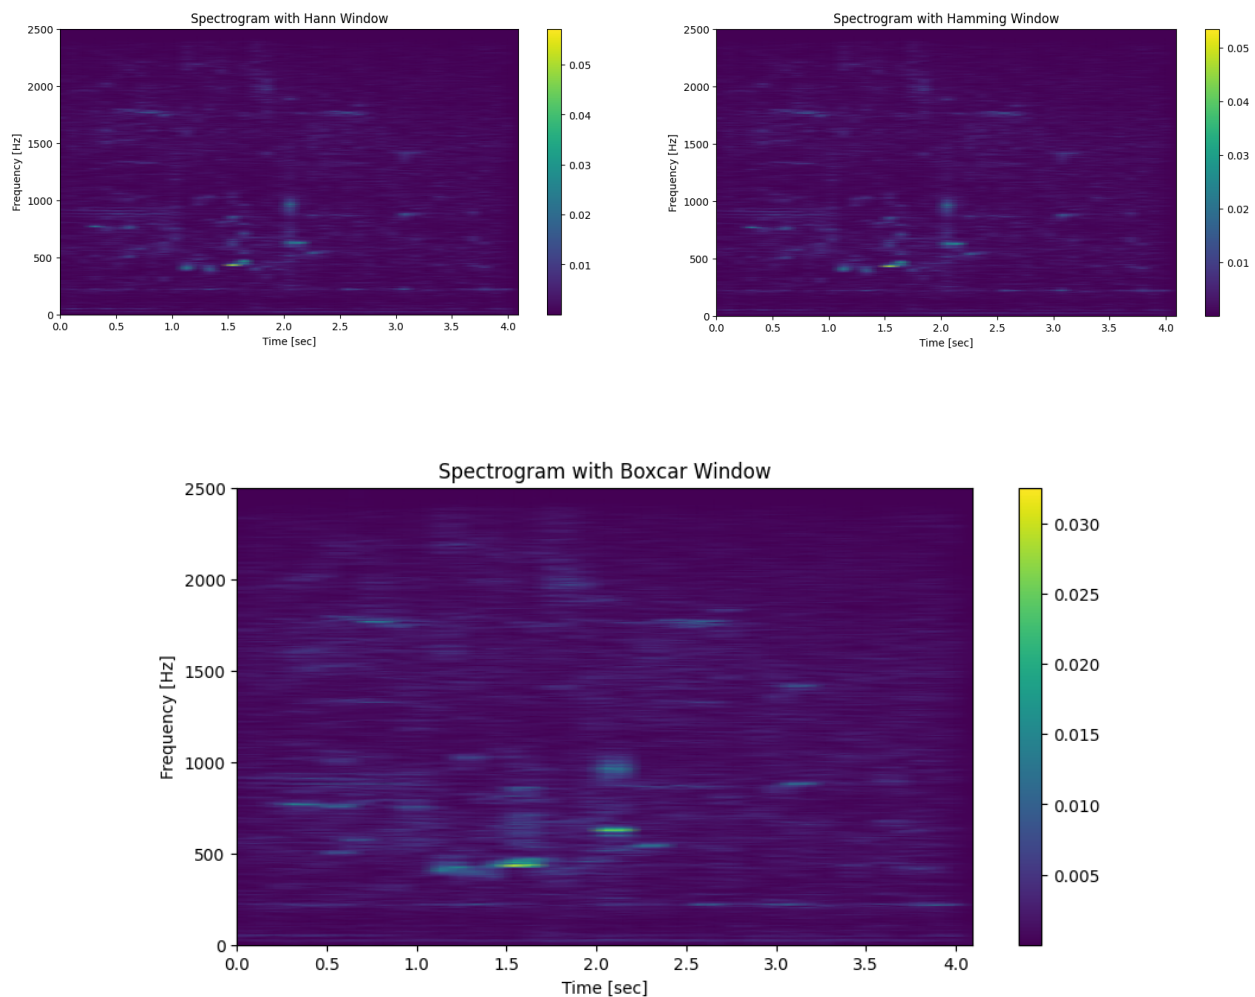 Spectrogram with Hann Window
2500
2000
1500
1000
500
0
Frequency [Hz]
0.0 0.5 1.0 1.5 2.0 2.5 3.0 3.5 4.0
Time [sec]
0.05
0.04
0.03
0.02
0.01
Spectrogram with Hamming Window
2500
2000
1500
1000
500
0
Frequency [Hz]
0.0 0.5 1.0 1.5 2.0 2.5 3.0 3.5 4.0
Time [sec]
0.05
0.04
0.03
0.02
0.01
Spectrogram with Boxcar Window
2500
2000
1500
1000
500
0
Frequency [Hz]
0.0 0.5 1.0 1.5 2.0 2.5 3.0 3.5 4.0
Time [sec]
0.030
0.025
0.020
0.015
0.010
0.005